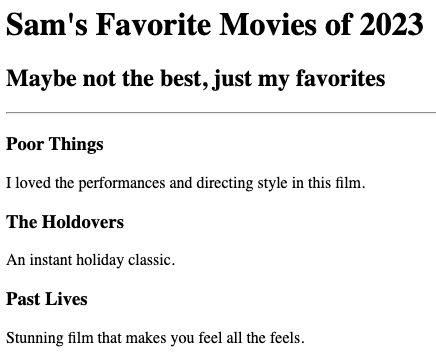 Sam's Favorite Movies of 2023
Maybe not the best, just my favorites
Poor Things
I loved the performances and directing style in this film.
The Holdovers
An instant holiday classic.
Past Lives
Stunning film that makes you feel all the feels.